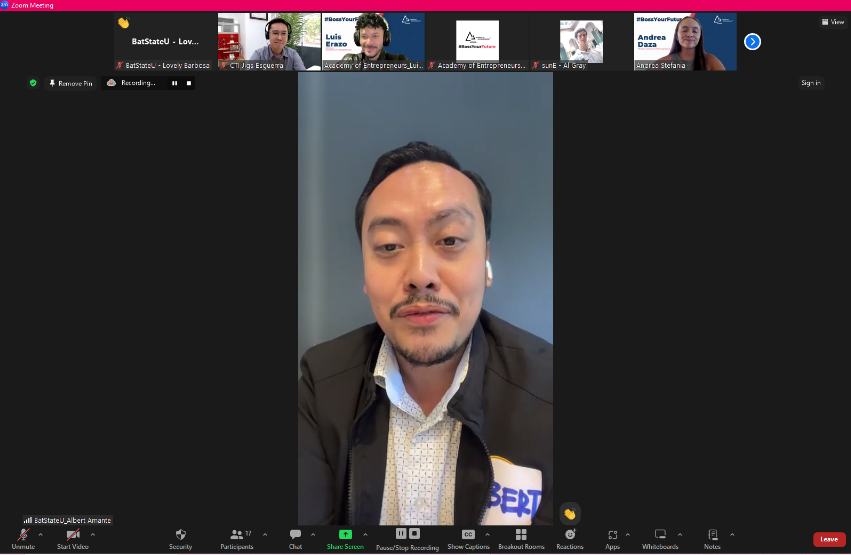 Zoom Meeting
View
BatStateU - Lov...
BatStateU - Lovely Barbosa
CTI Jigs Esguerra
#BossYourFuture
Luis
Erazo
Academy of Entrepreneurs_Lui...
#BossYourFuture
Academy of Entrepreneurs...
sunE - Al Gray
#BossYourFu
Andrea
Daza
Andrea Stefania
Remove Pin
Recording...
Sign in
BERT
BatStateU_Albert Amante
Unmute
Start Video
Security
Participants
17
Chat
Share Screen
Pause/Stop Recording
CC
Show Captions
Breakout Rooms
Reactions
Apps
Whiteboards
Notes
Leave